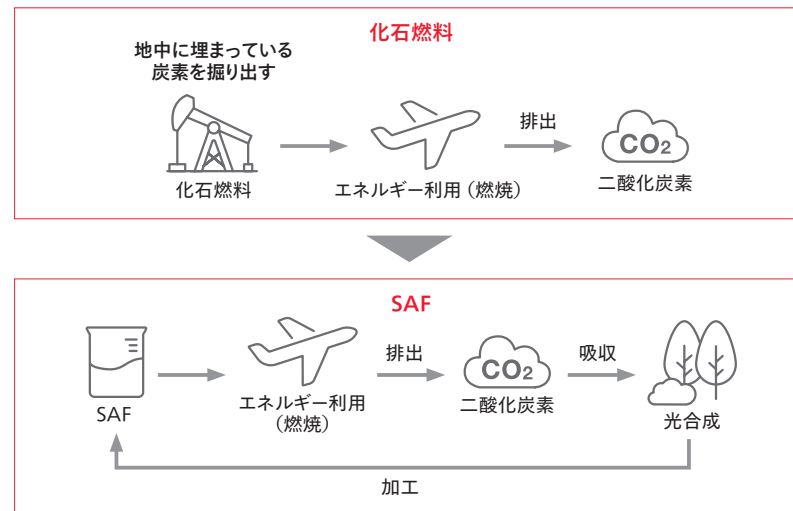 化石燃料
地中に埋まっている
炭素を掘り出す
化石燃料
エネルギー利用(燃焼)
排出
CO₂
二酸化炭素
SAF
SAF
エネルギー利用
(燃焼)
排出
CO₂
二酸化炭素
吸収
光合成
加工